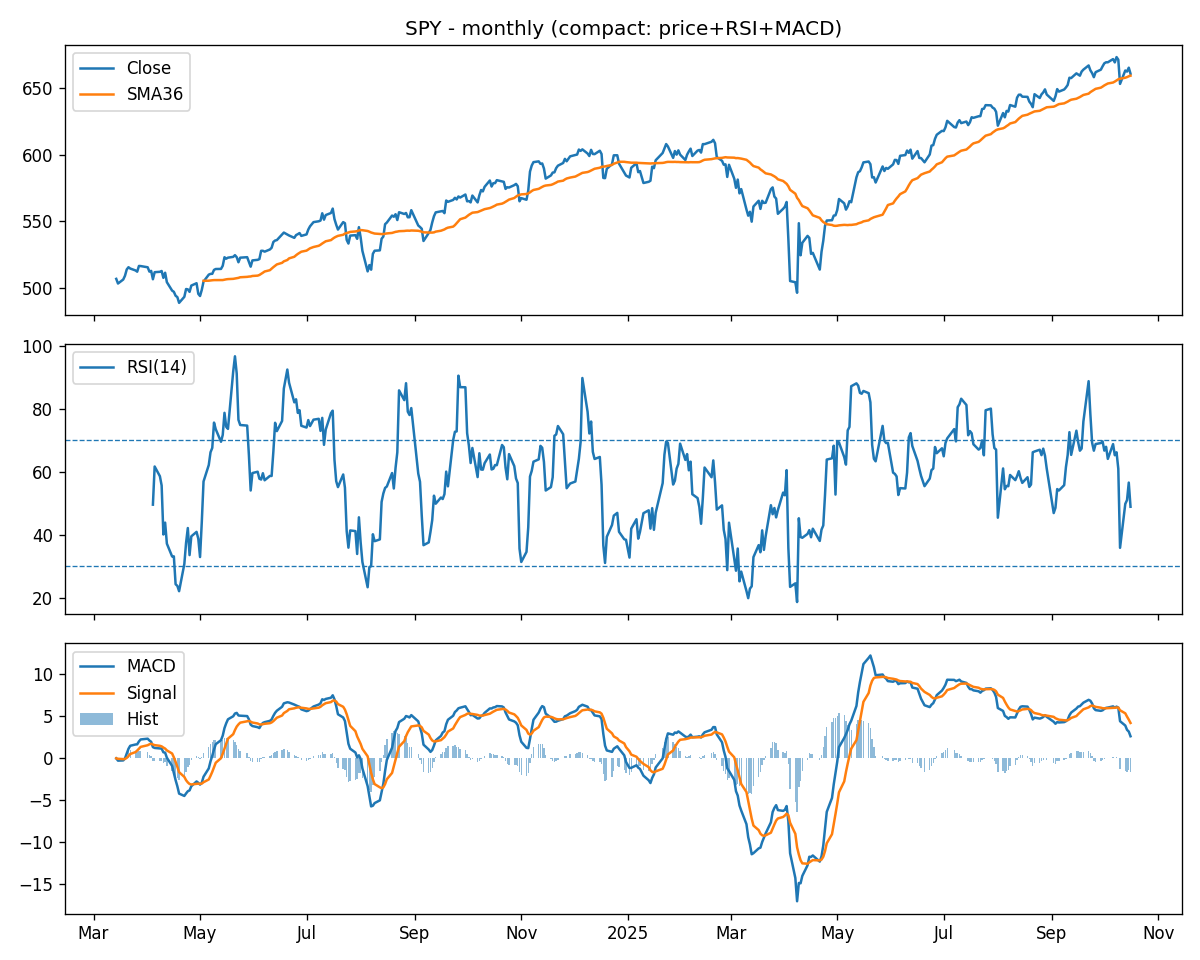 SPY - monthly (compact: price+RSI+MACD)
Close
SMA36
650
600
550
500
RSI(14)
100
80
60
40
20
MACD
Signal
Hist
10
5
0
−5
−10
−15
Mar May Jul Sep Nov 2025 Mar May Jul Sep Nov